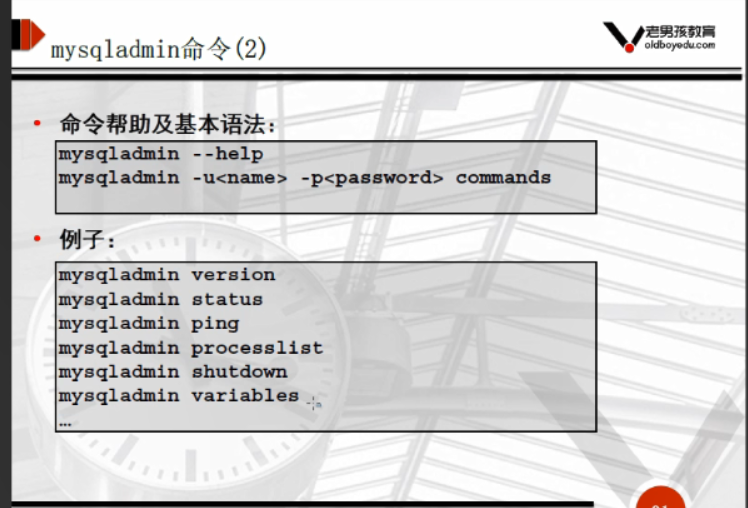 mysqladmin命令(2)
老男孩教育
oldboyedu.com
• 命令帮助及基本语法：
mysqladmin --help
mysqladmin -u<name> -p<password> commands
• 例子：
mysqladmin version
mysqladmin status
mysqladmin ping
mysqladmin processlist
mysqladmin shutdown
mysqladmin variables
…